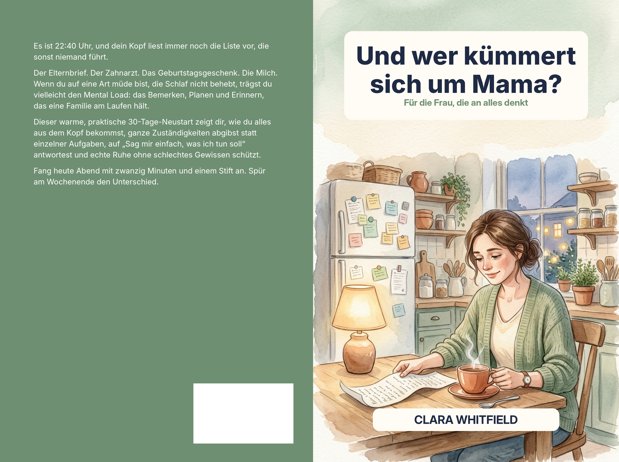 Es ist 22:40 Uhr, und dein Kopf liest immer noch die Liste vor, die
sonst niemand führt.
Der Elternbrief. Der Zahnarzt. Das Geburtstagsgeschenk. Die Milch.
Wenn du auf eine Art müde bist, die Schlaf nicht behebt, trägst du
vielleicht den Mental Load: das Bemerken, Planen und Erinnern,
das eine Familie am Laufen hält.
Dieser warme, praktische 30-Tage-Neustart zeigt dir, wie du alles
aus dem Kopf bekommst, ganze Zuständigkeiten abgibst statt
einzelner Aufgaben, auf „Sag mir einfach, was ich tun soll“
antwortest und echte Ruhe ohne schlechtes Gewissen schützt.
Fang heute Abend mit zwanzig Minuten und einem Stift an. Spür
am Wochenende den Unterschied.
Und wer kümmert
sich um Mama?
Für die Frau, die an alles denkt
CLARA WHITFIELD